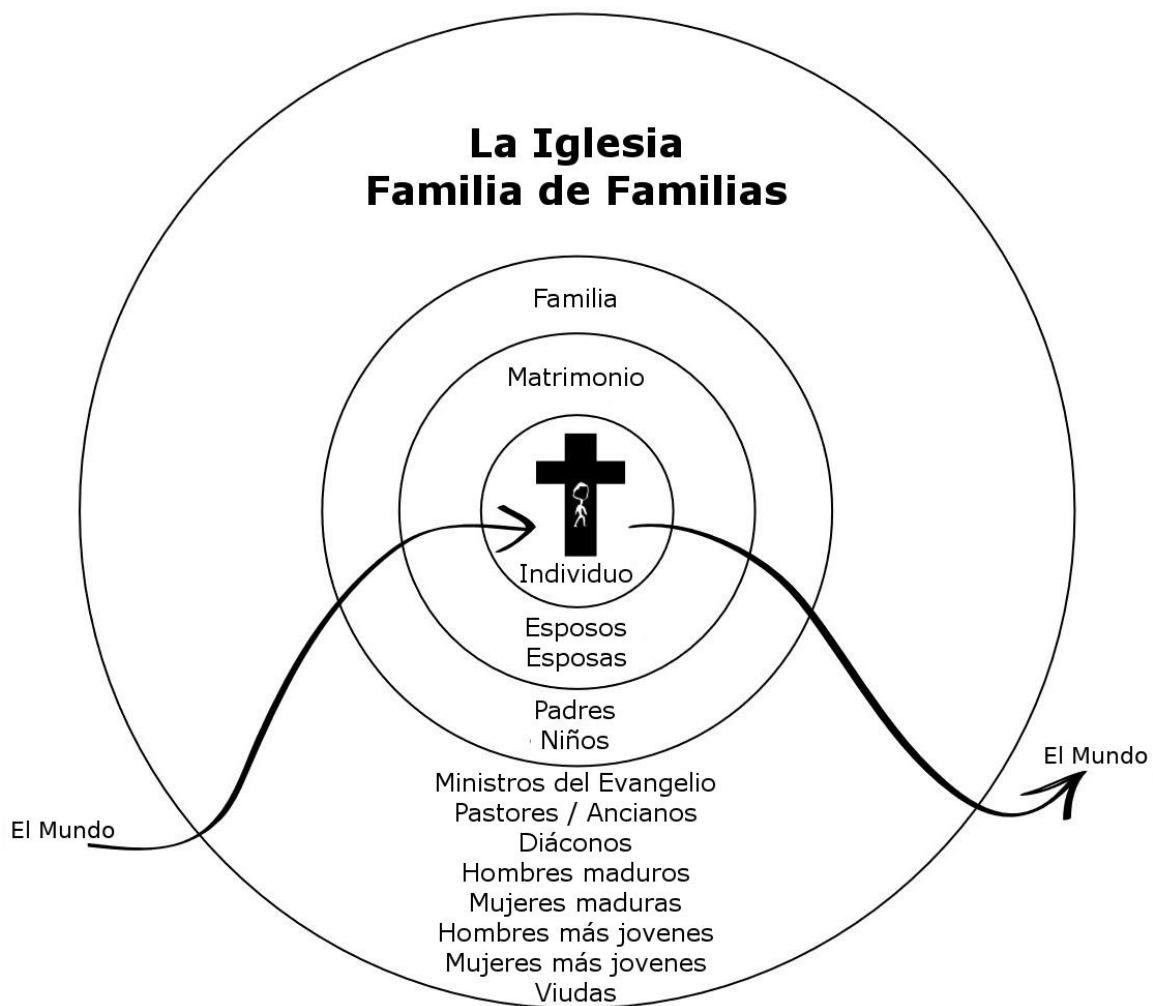 La Iglesia
Familia de Familias
Familia
Matrimonio
Individuo
Esposos
Esposas
Padres
Niños
Ministros del Evangelio
Pastores / Ancianos
Diáconos
Hombres maduros
Mujeres maduras
Hombres más jovenes
Mujeres más jovenes
Viudas
El Mundo
El Mundo